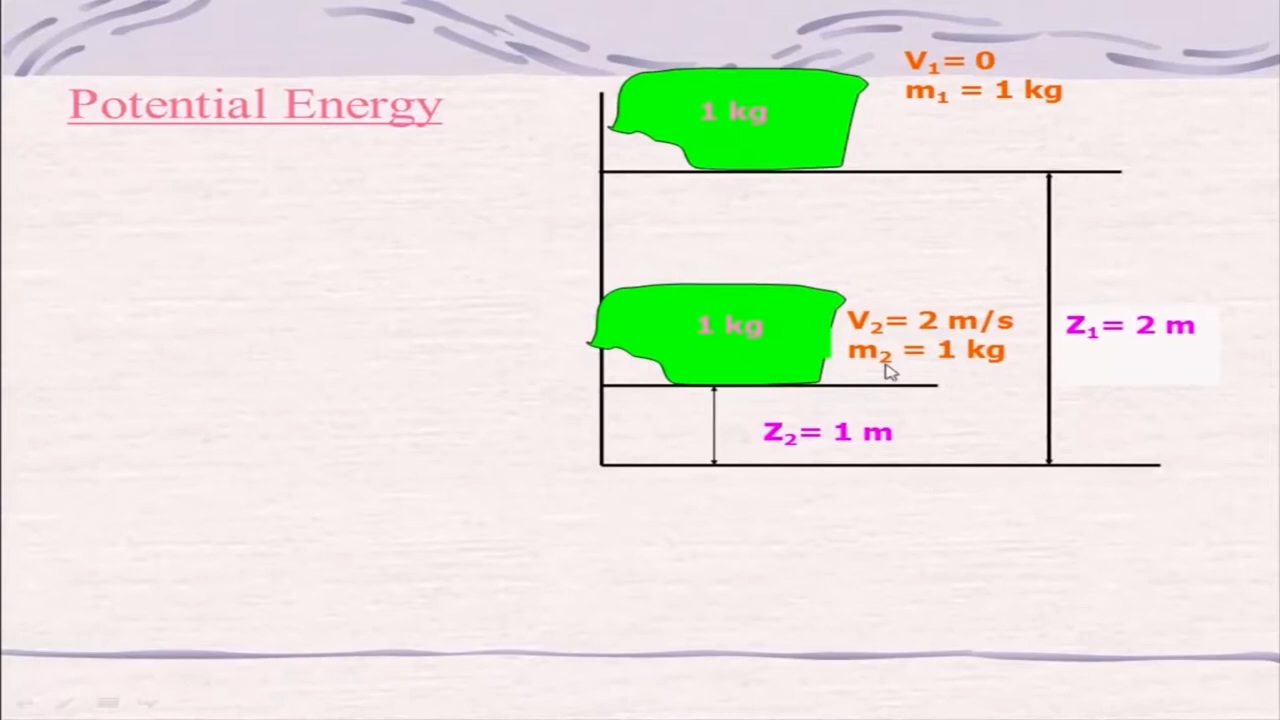 Potential Energy
1 kg
V₁= 0
m₁ = 1 kg
1 kg
V₂= 2 m/s
m₂ = 1 kg
Z₁= 2 m
Z₂= 1 m